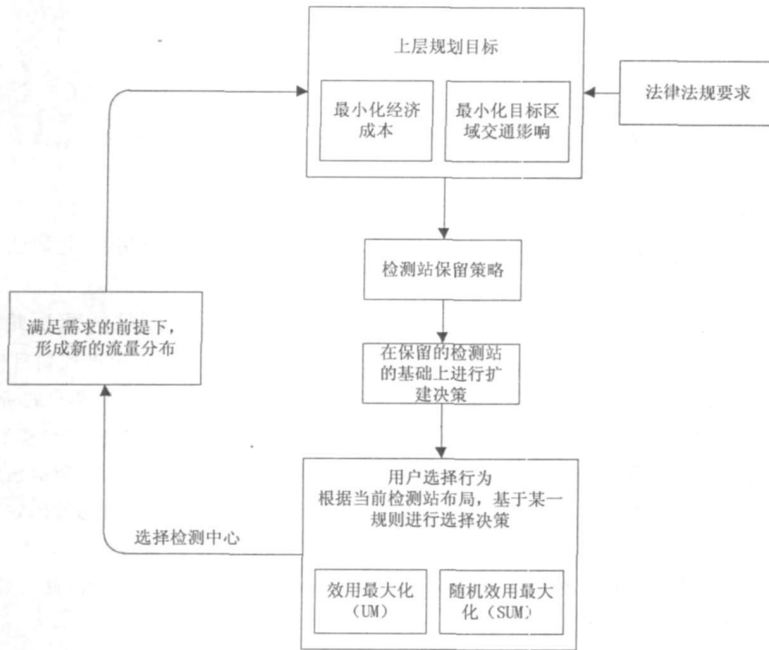 上层规划目标
最小化经济
成本
最小化目标区
域交通影响
法律法规要求
检测站保留策略
满足需求的前提下，
形成新的流量分布
在保留的检测站
的基础上进行扩
建决策
用户选择行为
根据当前检测站布局，基于某一
规则进行选择决策
选择检测中心
效用最大化
（UM）
随机效用最大
化（SUM）